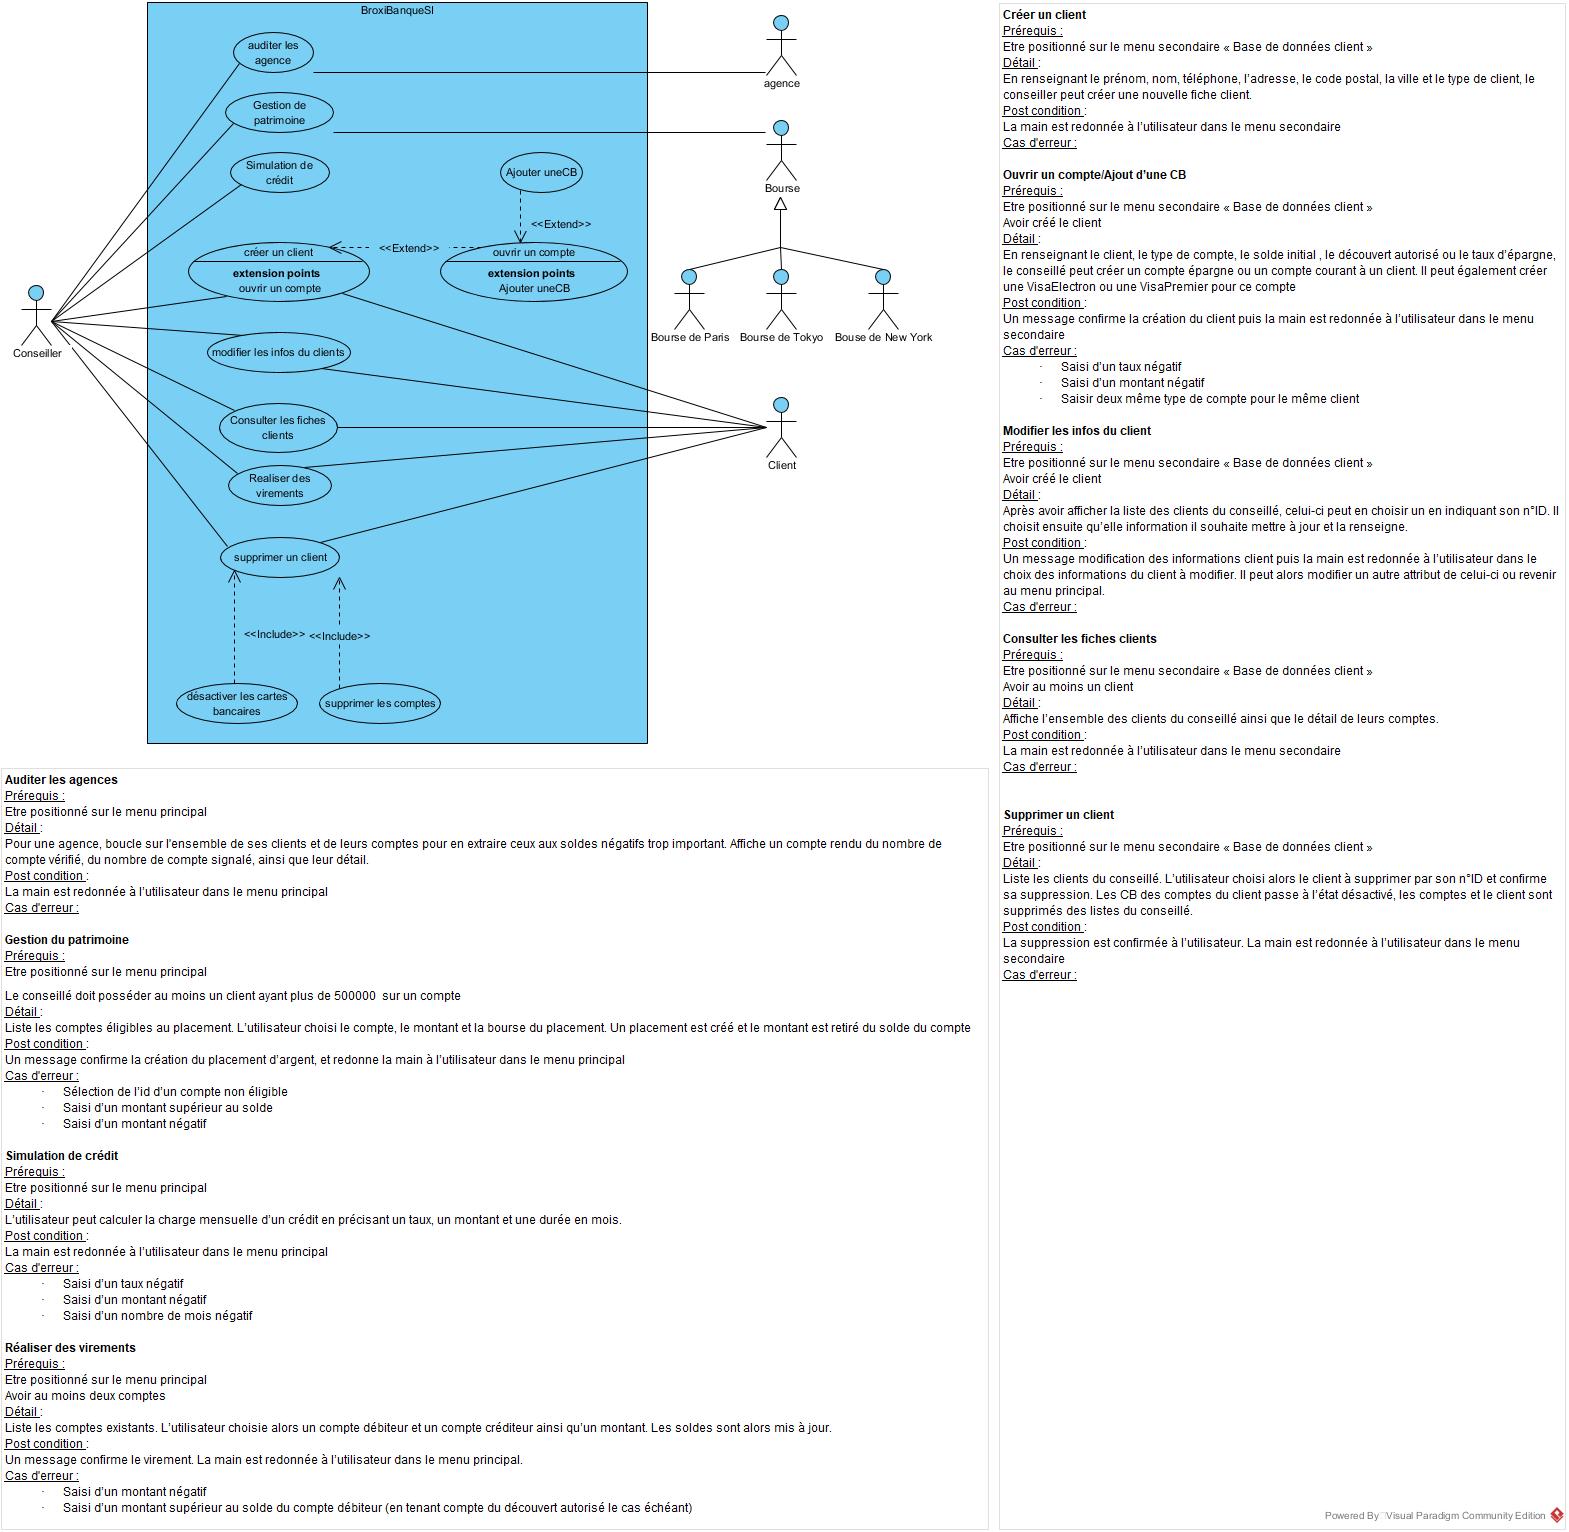 BroxiBanqueSI
auditer les
agence
agence
Gestion de
patrimoine
Bourse
Simulation de
crédit
Ajouter uneCB
<<Extend>>
créer un client
extension points
ouvrir un compte
<<Extend>>
ouvrir un compte
extension points
Ajouter uneCB
Bourse de Paris
Bourse de Tokyo
Bouse de New York
Conseiller
modifier les infos du clients
Consulter les fiches
clients
Client
Realiser des
virements
supprimer un client
<<Include>>
<<Include>>
désactiver les cartes
bancaires
supprimer les comptes
Créer un client
Prérequis :
Etre positionné sur le menu secondaire « Base de données client »
Détail :
En renseignant le prénom, nom, téléphone, l'adresse, le code postal, la ville et le type de client, le
conseiller peut créer une nouvelle fiche client.
Post condition :
La main est redonnée à l'utilisateur dans le menu secondaire
Cas d'erreur :
Ouvrir un compte/Ajout d'une CB
Prérequis :
Etre positionné sur le menu secondaire « Base de données client »
Avoir créé le client
Détail :
En renseignant le client, le type de compte, le solde initial , le découvert autorisé ou le taux d'épargne,
le conseillé peut créer un compte épargne ou un compte courant à un client. Il peut également créer
une VisaElectron ou une VisaPremier pour ce compte
Post condition :
Un message confirme la création du client puis la main est redonnée à l'utilisateur dans le menu
secondaire
Cas d'erreur :
· Saisi d'un taux négatif
· Saisi d'un montant négatif
· Saisir deux même type de compte pour le même client
Modifier les infos du client
Prérequis :
Etre positionné sur le menu secondaire « Base de données client »
Avoir créé le client
Détail :
Après avoir afficher la liste des clients du conseillé, celui-ci peut en choisir un en indiquant son n°ID. Il
choisit ensuite qu'elle information il souhaite mettre à jour et la renseigne.
Post condition :
Un message modification des informations client puis la main est redonnée à l'utilisateur dans le
choix des informations du client à modifier. Il peut alors modifier un autre attribut de celui-ci ou revenir
au menu principal.
Cas d'erreur :
Consulter les fiches clients
Prérequis :
Etre positionné sur le menu secondaire « Base de données client »
Avoir au moins un client
Détail :
Affiche l'ensemble des clients du conseillé ainsi que le détail de leurs comptes.
Post condition :
La main est redonnée à l'utilisateur dans le menu secondaire
Cas d'erreur :
Supprimer un client
Prérequis :
Etre positionné sur le menu secondaire « Base de données client »
Détail :
Liste les clients du conseillé. L'utilisateur choisi alors le client à supprimer par son n°ID et confirme
sa suppression. Les CB des comptes du client passe à l'état désactivé, les comptes et le client sont
supprimés des listes du conseillé.
Post condition :
La suppression est confirmée à l'utilisateur. La main est redonnée à l'utilisateur dans le menu
secondaire
Cas d'erreur :
Auditer les agences
Prérequis :
Etre positionné sur le menu principal
Détail :
Pour une agence, boucle sur l'ensemble de ses clients et de leurs comptes pour en extraire ceux aux soldes négatifs trop important. Affiche un compte rendu du nombre de
compte vérifié, du nombre de compte signalé, ainsi que leur détail.
Post condition :
La main est redonnée à l'utilisateur dans le menu principal
Cas d'erreur :
Gestion du patrimoine
Prérequis :
Etre positionné sur le menu principal
Le conseillé doit posséder au moins un client ayant plus de 500000 sur un compte
Détail :
Liste les comptes éligibles au placement. L'utilisateur choisi le compte, le montant et la bourse du placement. Un placement est créé et le montant est retiré du solde du compte
Post condition :
Un message confirme la création du placement d'argent, et redonne la main à l'utilisateur dans le menu principal
Cas d'erreur :
· Sélection de l'id d'un compte non éligible
· Saisi d'un montant supérieur au solde
· Saisi d'un montant négatif
Simulation de crédit
Prérequis :
Etre positionné sur le menu principal
Détail :
L'utilisateur peut calculer la charge mensuelle d'un crédit en précisant un taux, un montant et une durée en mois.
Post condition :
La main est redonnée à l'utilisateur dans le menu principal
Cas d'erreur :
· Saisi d'un taux négatif
· Saisi d'un montant négatif
· Saisi d'un nombre de mois négatif
Réaliser des virements
Prérequis :
Etre positionné sur le menu principal
Avoir au moins deux comptes
Détail :
Liste les comptes existants. L'utilisateur choisie alors un compte débiteur et un compte créditeur ainsi qu'un montant. Les soldes sont alors mis à jour.
Post condition :
Un message confirme le virement. La main est redonnée à l'utilisateur dans le menu principal.
Cas d'erreur :
· Saisi d'un montant négatif
· Saisi d'un montant supérieur au solde du compte débiteur (en tenant compte du découvert autorisé le cas échéant)
Powered By Visual Paradigm Community Edition